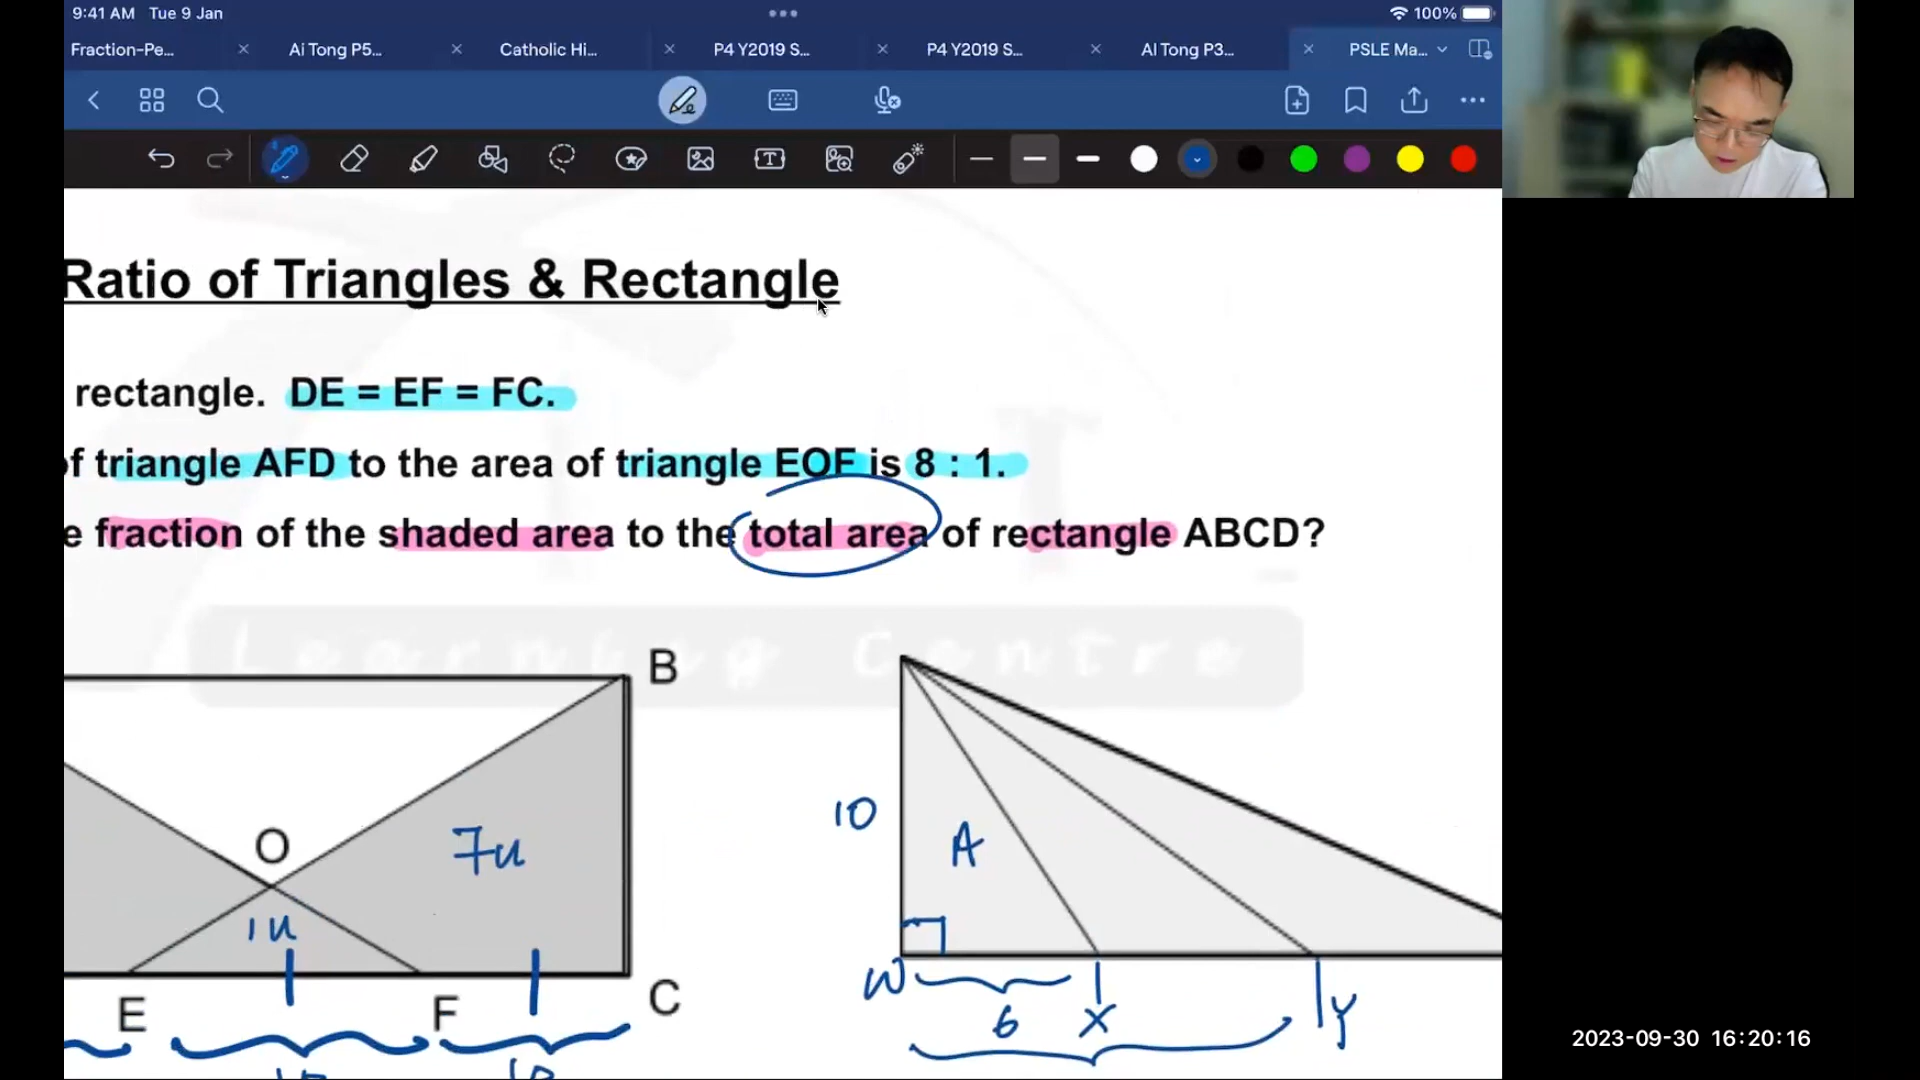 9:41 AM Tue 9 Jan
100%
Fraction-Pe...
Ai Tong P5...
Catholic Hi...
P4 Y2019 S...
P4 Y2019 S...
AI Tong P3...
PSLE Ma...
Ratio of Triangles & Rectangle
rectangle. DE = EF = FC.
of triangle AFD to the area of triangle EOF is 8 : 1.
e fraction of the shaded area to the total area of rectangle ABCD?
Learning Centre
B
O
7u
10
A
1u
E
F
C
W
6
X
y
2023-09-30 16:20:16